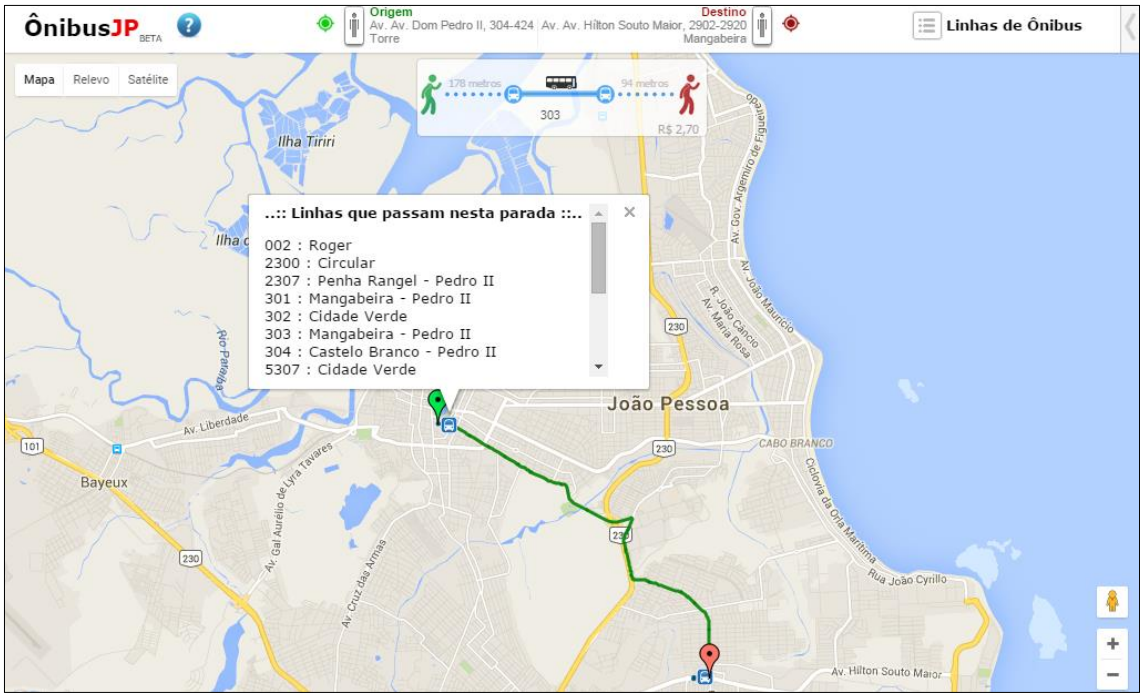 ÔnibusJP BETA
?
Origem
Av. Av. Dom Pedro II, 304-424
Torre
Destino
Av. Av. Hílton Souto Maior, 2902-2920
Mangabeira
Linhas de Ônibus
Mapa Relevo Satélite
178 metros
94 metros
303
R$ 2,70
Ilha Tiriri
Av. Gov. Argemiro de Figueiredo
..:: Linhas que passam nesta parada ::..
002 : Roger
2300 : Circular
2307 : Penha Rangel - Pedro II
301 : Mangabeira - Pedro II
302 : Cidade Verde
303 : Mangabeira - Pedro II
304 : Castelo Branco - Pedro II
5307 : Cidade Verde
Ilha
Av. João Maurício
R. João Câncio
Av. Maria Rosa
230
Rio Paraíba
João Pessoa
Av. Liberdade
101
230
CABO BRANCO
Bayeux
Av. Gal Aurélio de Lyra Tavares
Ciclovia da Orla Marítima
230
230
Av. Cruz das Armas
Rua João Cyrillo
Av. Hilton Souto Maior
+
−